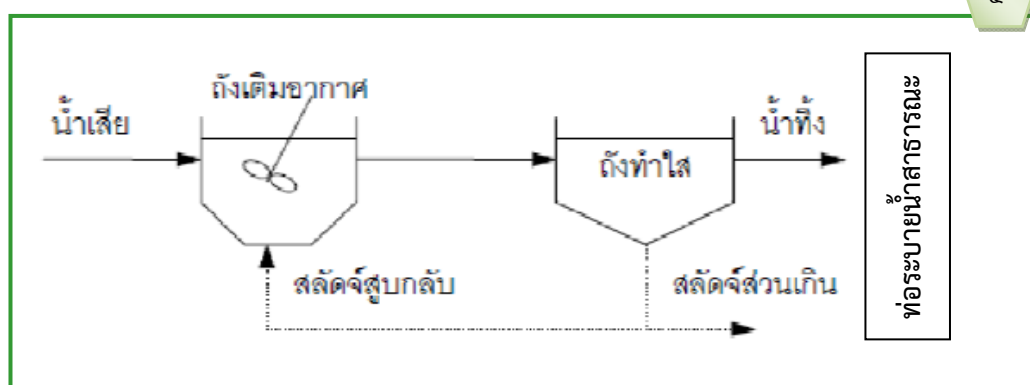 ถังเติมอากาศ
น้ำเสีย
น้ำทิ้ง
ถังทำใส
สลัดจ์สูบกลับ
สลัดจ์ส่วนเกิน
ท่อระบายน้ำสาธารณะ